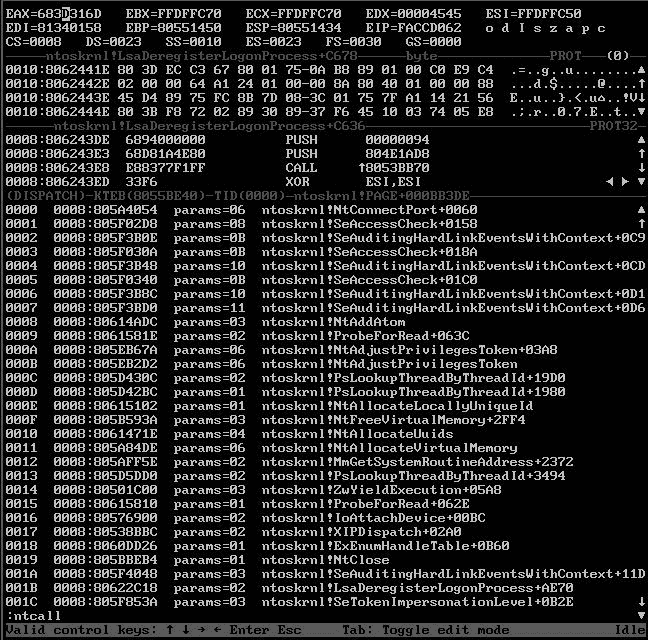 EAX=683D316D EBX=FFDFFC70 ECX=FFDFFC70 EDX=00004545 ESI=FFDFFC50
EDI=81340158 EBP=80551450 ESP=80551434 EIP=FACCD062 o d I s z a p c
CS=0008 DS=0023 SS=0010 ES=0023 FS=0030 GS=0000
ntoskrnl!LsaDeregisterLogonProcess+C678 byte PROT (0)
0010:8062441E 80 3D EC C3 67 80 01 75-0A B8 89 01 00 C0 E9 C4 .=..g..u........
0010:8062442E 02 00 00 64 A1 24 01 00-00 8A 80 40 01 00 00 88 ...d.$.....@....
0010:8062443E 45 D4 89 75 FC 8B 7D 08-3C 01 75 7F A1 14 21 56 E..u..}.<.u...!V
0010:8062444E 80 3B F8 72 02 89 30 89-37 F6 45 10 03 74 05 E8 .;.r..0.7.E..t..
ntoskrnl!LsaDeregisterLogonProcess+C636 PROT32
0008:806243DE 6894000000 PUSH 00000094
0008:806243E3 68D81A4E80 PUSH 804E1AD8
0008:806243E8 E88377F1FF CALL ↑8053BB70
0008:806243ED 33F6 XOR ESI,ESI
(DISPATCH)-KTEB(8055BE40)-TID(0000)-ntoskrnl!PAGE+000BB3DE
0000 0008:805A4054 params=06 ntoskrnl!NtConnectPort+0060
0001 0008:805F02D8 params=08 ntoskrnl!SeAccessCheck+0158
0002 0008:805F3B0E params=0B ntoskrnl!SeAuditingHardLinkEventsWithContext+0C9
0003 0008:805F030A params=0B ntoskrnl!SeAccessCheck+018A
0004 0008:805F3B48 params=10 ntoskrnl!SeAuditingHardLinkEventsWithContext+0CD
0005 0008:805F0340 params=0B ntoskrnl!SeAccessCheck+01C0
0006 0008:805F3B8C params=10 ntoskrnl!SeAuditingHardLinkEventsWithContext+0D1
0007 0008:805F3BD0 params=11 ntoskrnl!SeAuditingHardLinkEventsWithContext+0D6
0008 0008:80614ADC params=03 ntoskrnl!NtAddAtom
0009 0008:8061581E params=02 ntoskrnl!ProbeForRead+063C
000A 0008:805EB67A params=06 ntoskrnl!NtAdjustPrivilegesToken+03A8
000B 0008:805EB2D2 params=06 ntoskrnl!NtAdjustPrivilegesToken
000C 0008:805D430C params=02 ntoskrnl!PsLookupThreadByThreadId+19D0
000D 0008:805D42BC params=01 ntoskrnl!PsLookupThreadByThreadId+1980
000E 0008:80615102 params=01 ntoskrnl!NtAllocateLocallyUniqueId
000F 0008:805B593A params=03 ntoskrnl!NtFreeVirtualMemory+2FF4
0010 0008:8061471E params=04 ntoskrnl!NtAllocateUuids
0011 0008:805A84DE params=06 ntoskrnl!NtAllocateVirtualMemory
0012 0008:805AFF5E params=02 ntoskrnl!MmGetSystemRoutineAddress+2372
0013 0008:805D5DD0 params=02 ntoskrnl!PsLookupThreadByThreadId+3494
0014 0008:80501C00 params=03 ntoskrnl!ZwYieldExecution+05A8
0015 0008:80615810 params=01 ntoskrnl!ProbeForRead+062E
0016 0008:80576900 params=02 ntoskrnl!IoAttachDevice+00BC
0017 0008:80538BBC params=02 ntoskrnl!XIPDispatch+02A0
0018 0008:8060DD26 params=01 ntoskrnl!ExEnumHandleTable+0B60
0019 0008:805BBEB4 params=01 ntoskrnl!NtClose
001A 0008:805F4048 params=03 ntoskrnl!SeAuditingHardLinkEventsWithContext+11D
001B 0008:80622C18 params=02 ntoskrnl!LsaDeregisterLogonProcess+AE70
001C 0008:805F853A params=03 ntoskrnl!SeTokenImpersonationLevel+0B2E
:ntcall
Valid control keys: ↑ ↓ → ← Enter Esc Tab: Toggle edit mode Idle